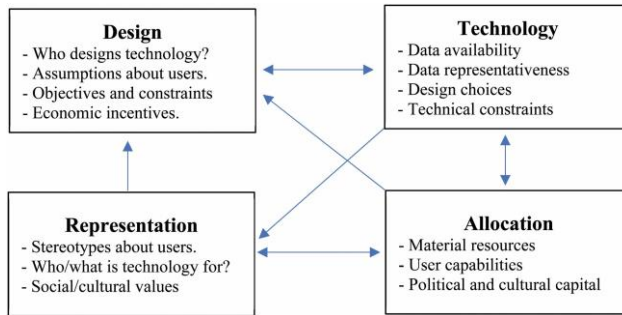 Design
- Who designs technology?
- Assumptions about users.
- Objectives and constraints
- Economic incentives.
Technology
- Data availability
- Data representativeness
- Design choices
- Technical constraints
Representation
- Stereotypes about users.
- Who/what is technology for?
- Social/cultural values
Allocation
- Material resources
- User capabilities
- Political and cultural capital